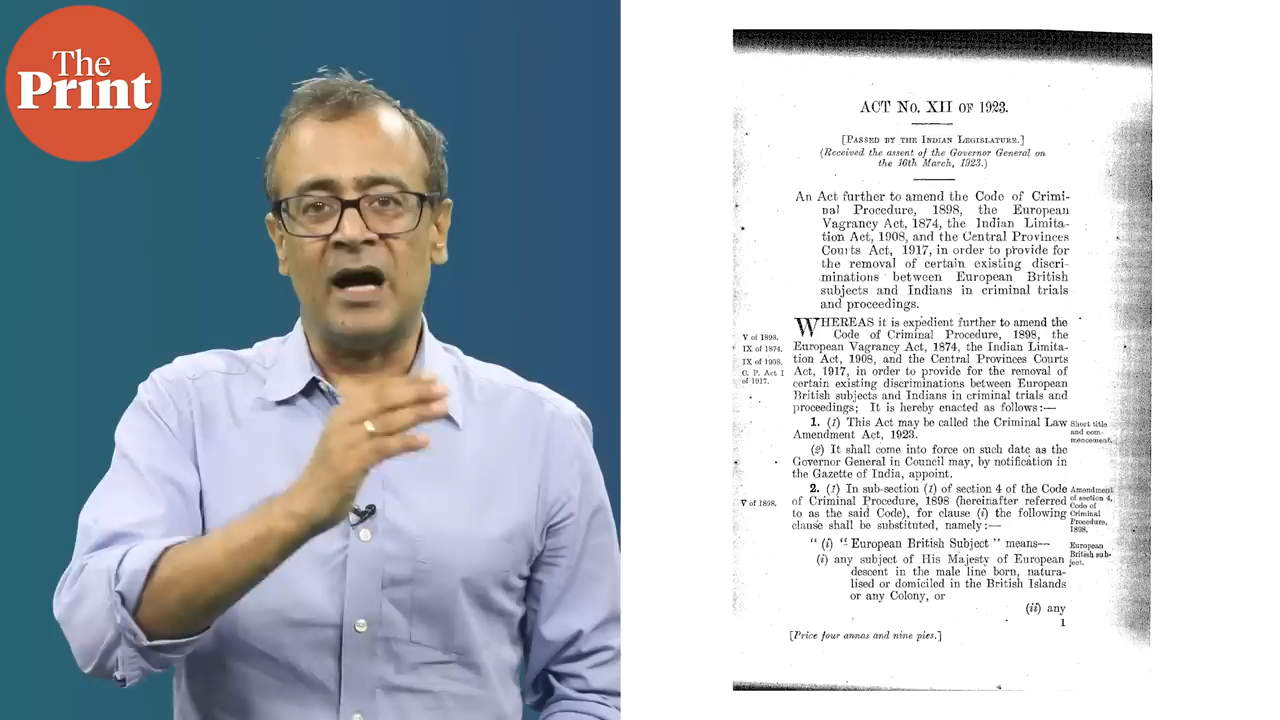 The
Print
ACT No. XII OF 1923.
[PASSED BY THE INDIAN LEGISLATURE.]
(Received the assent of the Governor General on
the 16th March, 1923.)
An Act further to amend the Code of Crimi-
nal Procedure, 1898, the European
Vagrancy Act, 1874, the Indian Limita-
tion Act, 1908, and the Central Provinces
Courts Act, 1917, in order to provide for
the removal of certain existing discri-
minations between European British
subjects and Indians in criminal trials
and proceedings.
WHEREAS it is expedient further to amend the
V of 1898.
Code of Criminal Procedure, 1898, the
IX of 1874.
European Vagrancy Act, 1874, the Indian Limita-
IX of 1908.
tion Act, 1908, and the Central Provinces Courts
C. P. Act I
of 1917.
Act, 1917, in order to provide for the removal of
certain existing discriminations between European
British subjects and Indians in criminal trials and
proceedings; It is hereby enacted as follows:—
1. (1) This Act may be called the Criminal Law
Amendment Act, 1923.
Short title
and com-
mencement.
(2) It shall come into force on such date as the
Governor General in Council may, by notification in
the Gazette of India, appoint.
2. (1) In sub-section (1) of section 4 of the Code
V of 1898.
of Criminal Procedure, 1898 (hereinafter referred
to as the said Code), for clause (i) the following
clause shall be substituted, namely:—
Amendment
of section 4,
Code of
Criminal
Procedure,
1898.
" (i) " European British Subject " means—
European
British sub-
ject.
(i) any subject of His Majesty of European
descent in the male line born, natura-
lised or domiciled in the British Islands
or any Colony, or
(ii) any
1
[Price four annas and nine pies.]